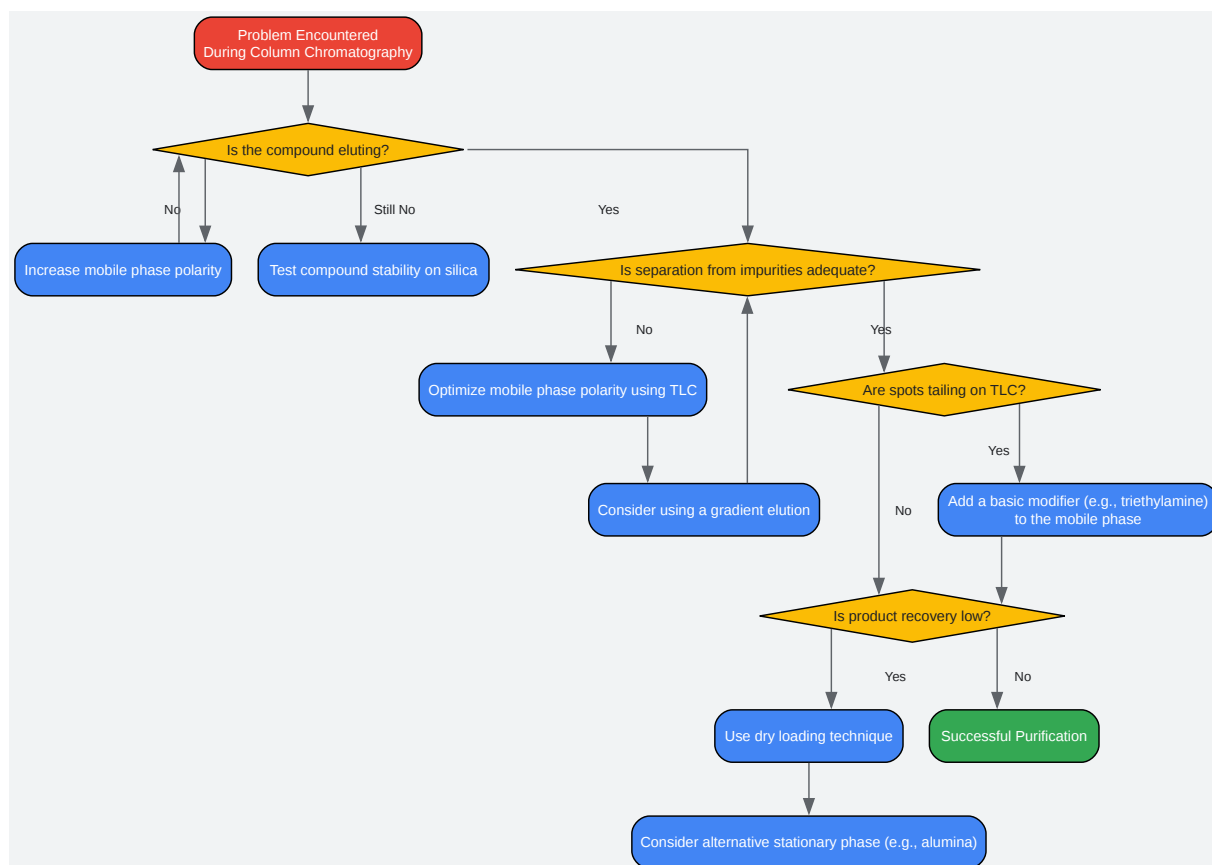 Problem Encountered
During Column Chromatography
Is the compound eluting?
No
Still No
Yes
Increase mobile phase polarity
Test compound stability on silica
Is separation from impurities adequate?
No
Yes
Optimize mobile phase polarity using TLC
Are spots tailing on TLC?
Yes
Consider using a gradient elution
No
Add a basic modifier (e.g., triethylamine)
to the mobile phase
Is product recovery low?
Yes
No
Use dry loading technique
Successful Purification
Consider alternative stationary phase (e.g., alumina)